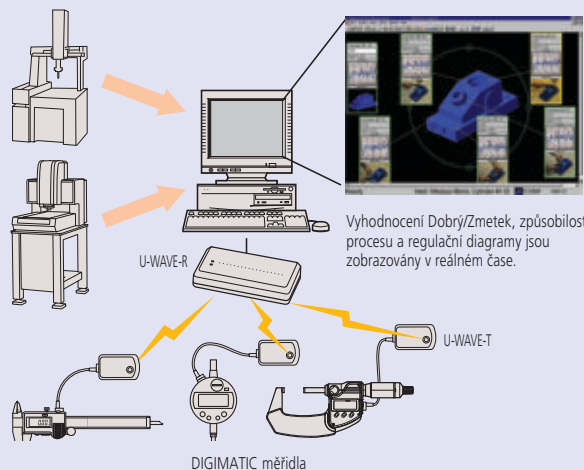 Vyhodnocení Dobrý/Zmetek, způsobilost
procesu a regulační diagramy jsou
zobrazovány v reálném čase.
U-WAVE-R
U-WAVE-T
DIGIMATIC měřidla